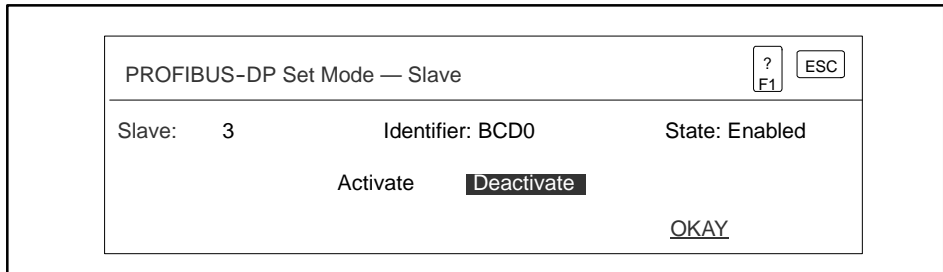 PROFIBUS-DP Set Mode — Slave
? F1
ESC
Slave: 3 Identifier: BCD0 State: Enabled
Activate Deactivate
OKAY